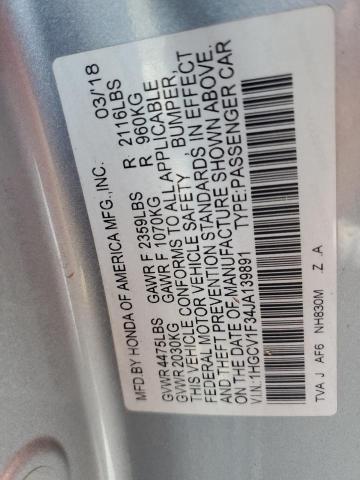 MFD.BY HONDA OF AMERICA MFG., INC. 03/18
GVWR 4475LBS GAWR F 2359LBS R 2116LBS
GVWR 2030KG GAWR F 1070KG R 960KG
THIS VEHICLE CONFORMS TO ALL APPLICABLE
FEDERAL MOTOR VEHICLE SAFETY, BUMPER,
AND THEFT PREVENTION STANDARDS IN EFFECT
ON THE DATE OF MANUFACTURE SHOWN ABOVE.
V.I.N:1HGCV1F34JA139891 TYPE:PASSENGER CAR
TVA J AF6 NH830M Z .A